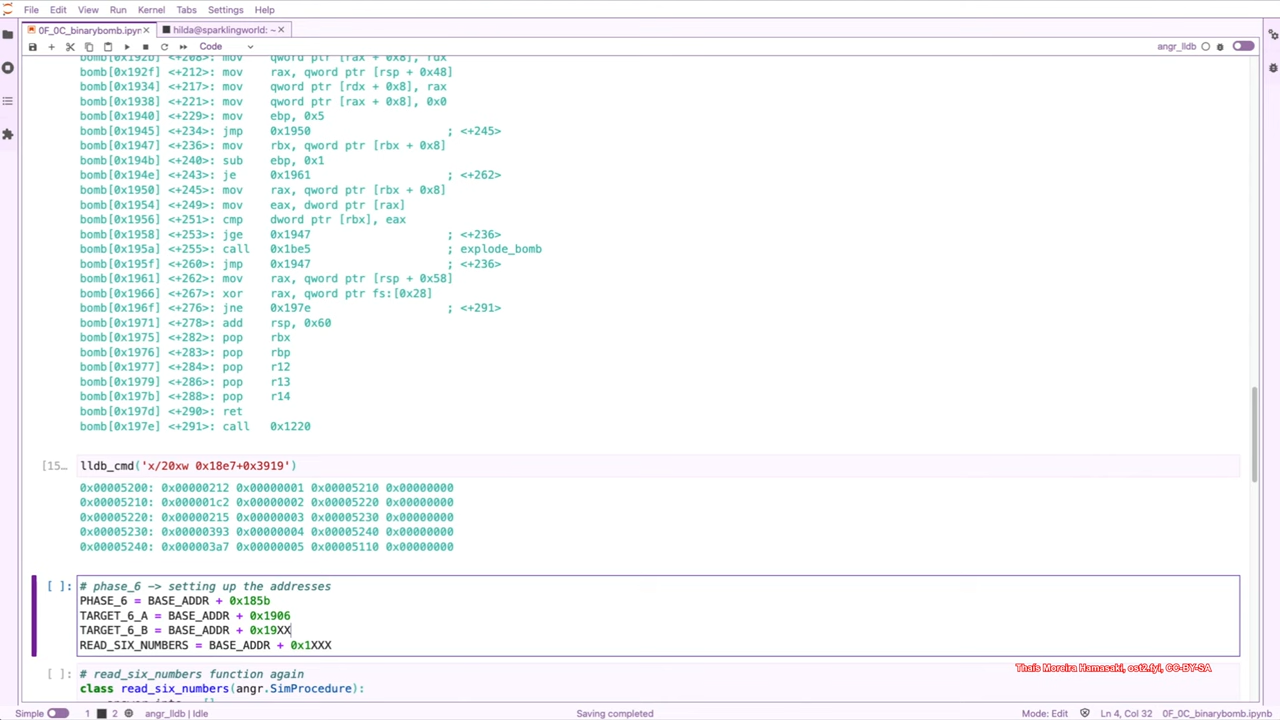 File Edit View Run Kernel Tabs Settings Help
0F_0C_binarybomb.ipynb × hilda@sparklingworld: ~ ×
Code
angr_lldb
bomb[0x192b] <+208>: mov qword ptr [rax + 0x8], rdx
bomb[0x192f] <+212>: mov rax, qword ptr [rsp + 0x48]
bomb[0x1934] <+217>: mov qword ptr [rdx + 0x8], rax
bomb[0x1938] <+221>: mov qword ptr [rax + 0x8], 0x0
bomb[0x1940] <+229>: mov ebp, 0x5
bomb[0x1945] <+234>: jmp 0x1950 ; <+245>
bomb[0x1947] <+236>: mov rbx, qword ptr [rbx + 0x8]
bomb[0x194b] <+240>: sub ebp, 0x1
bomb[0x194e] <+243>: je 0x1961 ; <+262>
bomb[0x1950] <+245>: mov rax, qword ptr [rbx + 0x8]
bomb[0x1954] <+249>: mov eax, dword ptr [rax]
bomb[0x1956] <+251>: cmp dword ptr [rbx], eax
bomb[0x1958] <+253>: jge 0x1947 ; <+236>
bomb[0x195a] <+255>: call 0x1be5 ; explode_bomb
bomb[0x195f] <+260>: jmp 0x1947 ; <+236>
bomb[0x1961] <+262>: mov rax, qword ptr [rsp + 0x58]
bomb[0x1966] <+267>: xor rax, qword ptr fs:[0x28]
bomb[0x196f] <+276>: jne 0x197e ; <+291>
bomb[0x1971] <+278>: add rsp, 0x60
bomb[0x1975] <+282>: pop rbx
bomb[0x1976] <+283>: pop rbp
bomb[0x1977] <+284>: pop r12
bomb[0x1979] <+286>: pop r13
bomb[0x197b] <+288>: pop r14
bomb[0x197d] <+290>: ret
bomb[0x197e] <+291>: call 0x1220
[15… lldb_cmd('x/20xw 0x18e7+0x3919')
0x00005200: 0x00000212 0x00000001 0x00005210 0x00000000
0x00005210: 0x000001c2 0x00000002 0x00005220 0x00000000
0x00005220: 0x00000215 0x00000003 0x00005230 0x00000000
0x00005230: 0x00000393 0x00000004 0x00005240 0x00000000
0x00005240: 0x000003a7 0x00000005 0x00005110 0x00000000
[ ]: # phase_6 -> setting up the addresses
PHASE_6 = BASE_ADDR + 0x185b
TARGET_6_A = BASE_ADDR + 0x1906
TARGET_6_B = BASE_ADDR + 0x19XX
READ_SIX_NUMBERS = BASE_ADDR + 0x1XXX
Thaís Moreira Hamasaki, ost2.fyi, CC-BY-SA
[ ]: # read_six_numbers function again
class read_six_numbers(angr.SimProcedure):
Simple 1 2 angr_lldb | Idle Saving completed Mode: Edit Ln 4, Col 32 0F_0C_binarybomb.ipynb